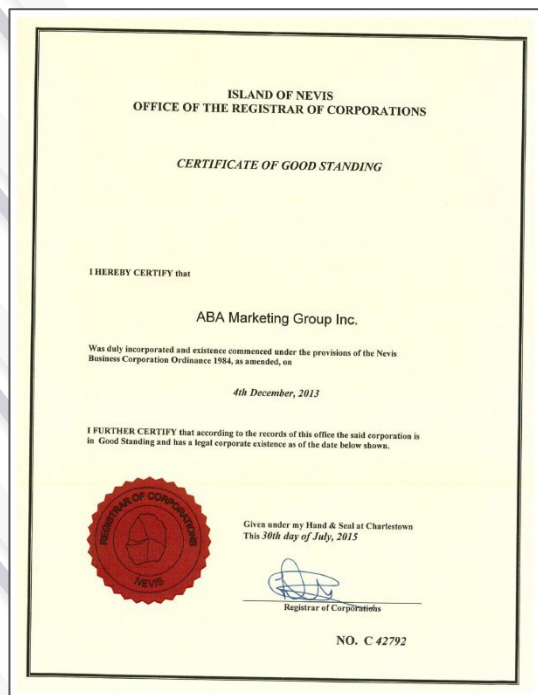 ISLAND OF NEVIS
OFFICE OF THE REGISTRAR OF CORPORATIONS
CERTIFICATE OF GOOD STANDING
I HEREBY CERTIFY that
ABA Marketing Group Inc.
Was duly incorporated and existence commenced under the provisions of the Nevis
Business Corporation Ordinance 1984, as amended, on
4th December, 2013
I FURTHER CERTIFY that according to the records of this office the said corporation is
in Good Standing and has a legal corporate existence as of the date below shown.
REGISTRAR OF CORPORATIONS
NEVIS
Given under my Hand & Seal at Charlestown
This 30th day of July, 2015
Registrar of Corporations
NO. C 42792